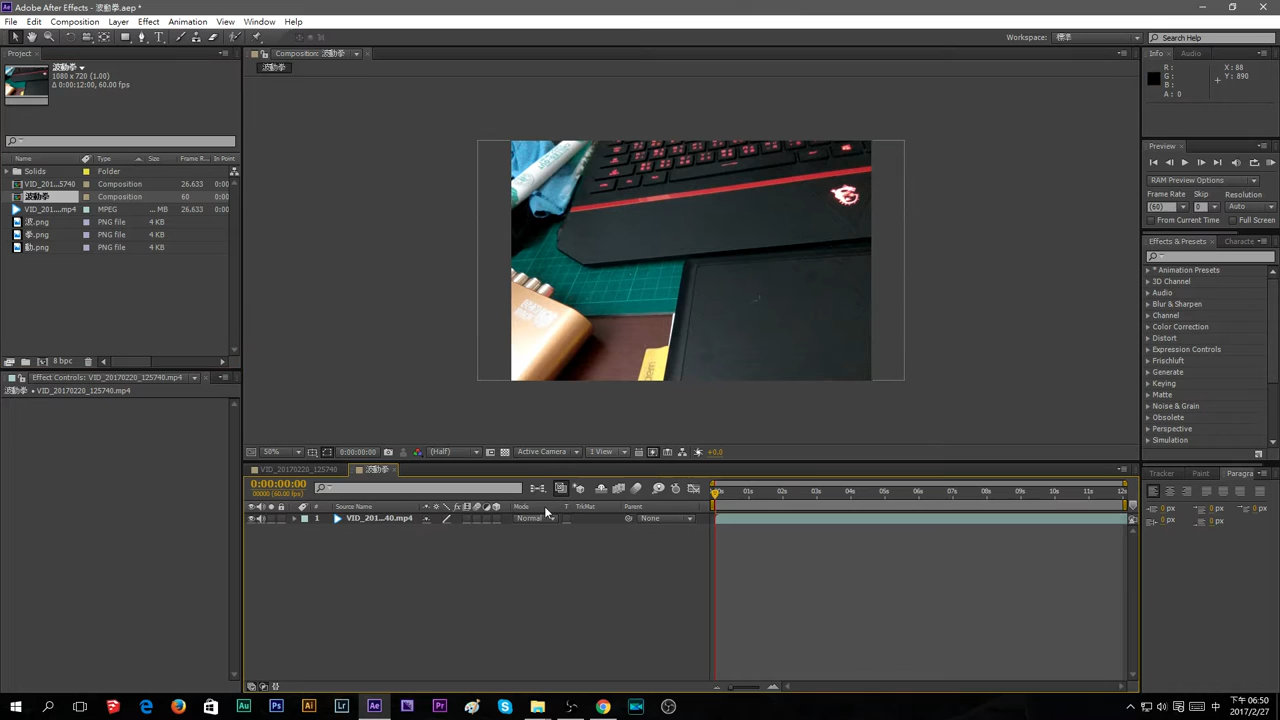 Adobe After Effects - 波動拳.aep *
File Edit Composition Layer Effect Animation View Window Help
Workspace: 標準
Search Help
Project
Composition: 波動拳
Info Audio
波動拳
1080 x 720 (1.00)
Δ 0:00:12:00, 60.00 fps
波動拳
R :
G :
B :
A : 0
X : 88
Y : 890
Preview
Name Type Size Frame R... In Point
Solids Folder
VID_201...5740 Composition 26.633 0:00
波動拳 Composition 60 0:00
VID_201....mp4 MPEG ... MB 26.633 0:00
波.png PNG file 4 KB
拳.png PNG file 4 KB
動.png PNG file 4 KB
RAM Preview Options
Frame Rate Skip Resolution
(60) 0 Auto
From Current Time Full Screen
Effects & Presets Characte
* Animation Presets
3D Channel
Audio
Blur & Sharpen
Channel
Color Correction
Distort
Expression Controls
Frischluft
Generate
Keying
Matte
Noise & Grain
Obsolete
Perspective
Simulation
8 bpc
Effect Controls: VID_20170220_125740.mp4
波動拳 • VID_20170220_125740.mp4
50% 0:00:00:00 (Half) Active Camera 1 View +0.0
VID_20170220_125740 波動拳
Tracker Paint Paragra
0:00:00:00
00000 (60.00 fps)
:00s 01s 02s 03s 04s 05s 06s 07s 08s 09s 10s 11s 12s
# Source Name Mode T TrkMat Parent
1 VID_201...40.mp4 Normal None
0 px 0 px
0 px 0 px
0 px
中
下午 06:50
2017/2/27